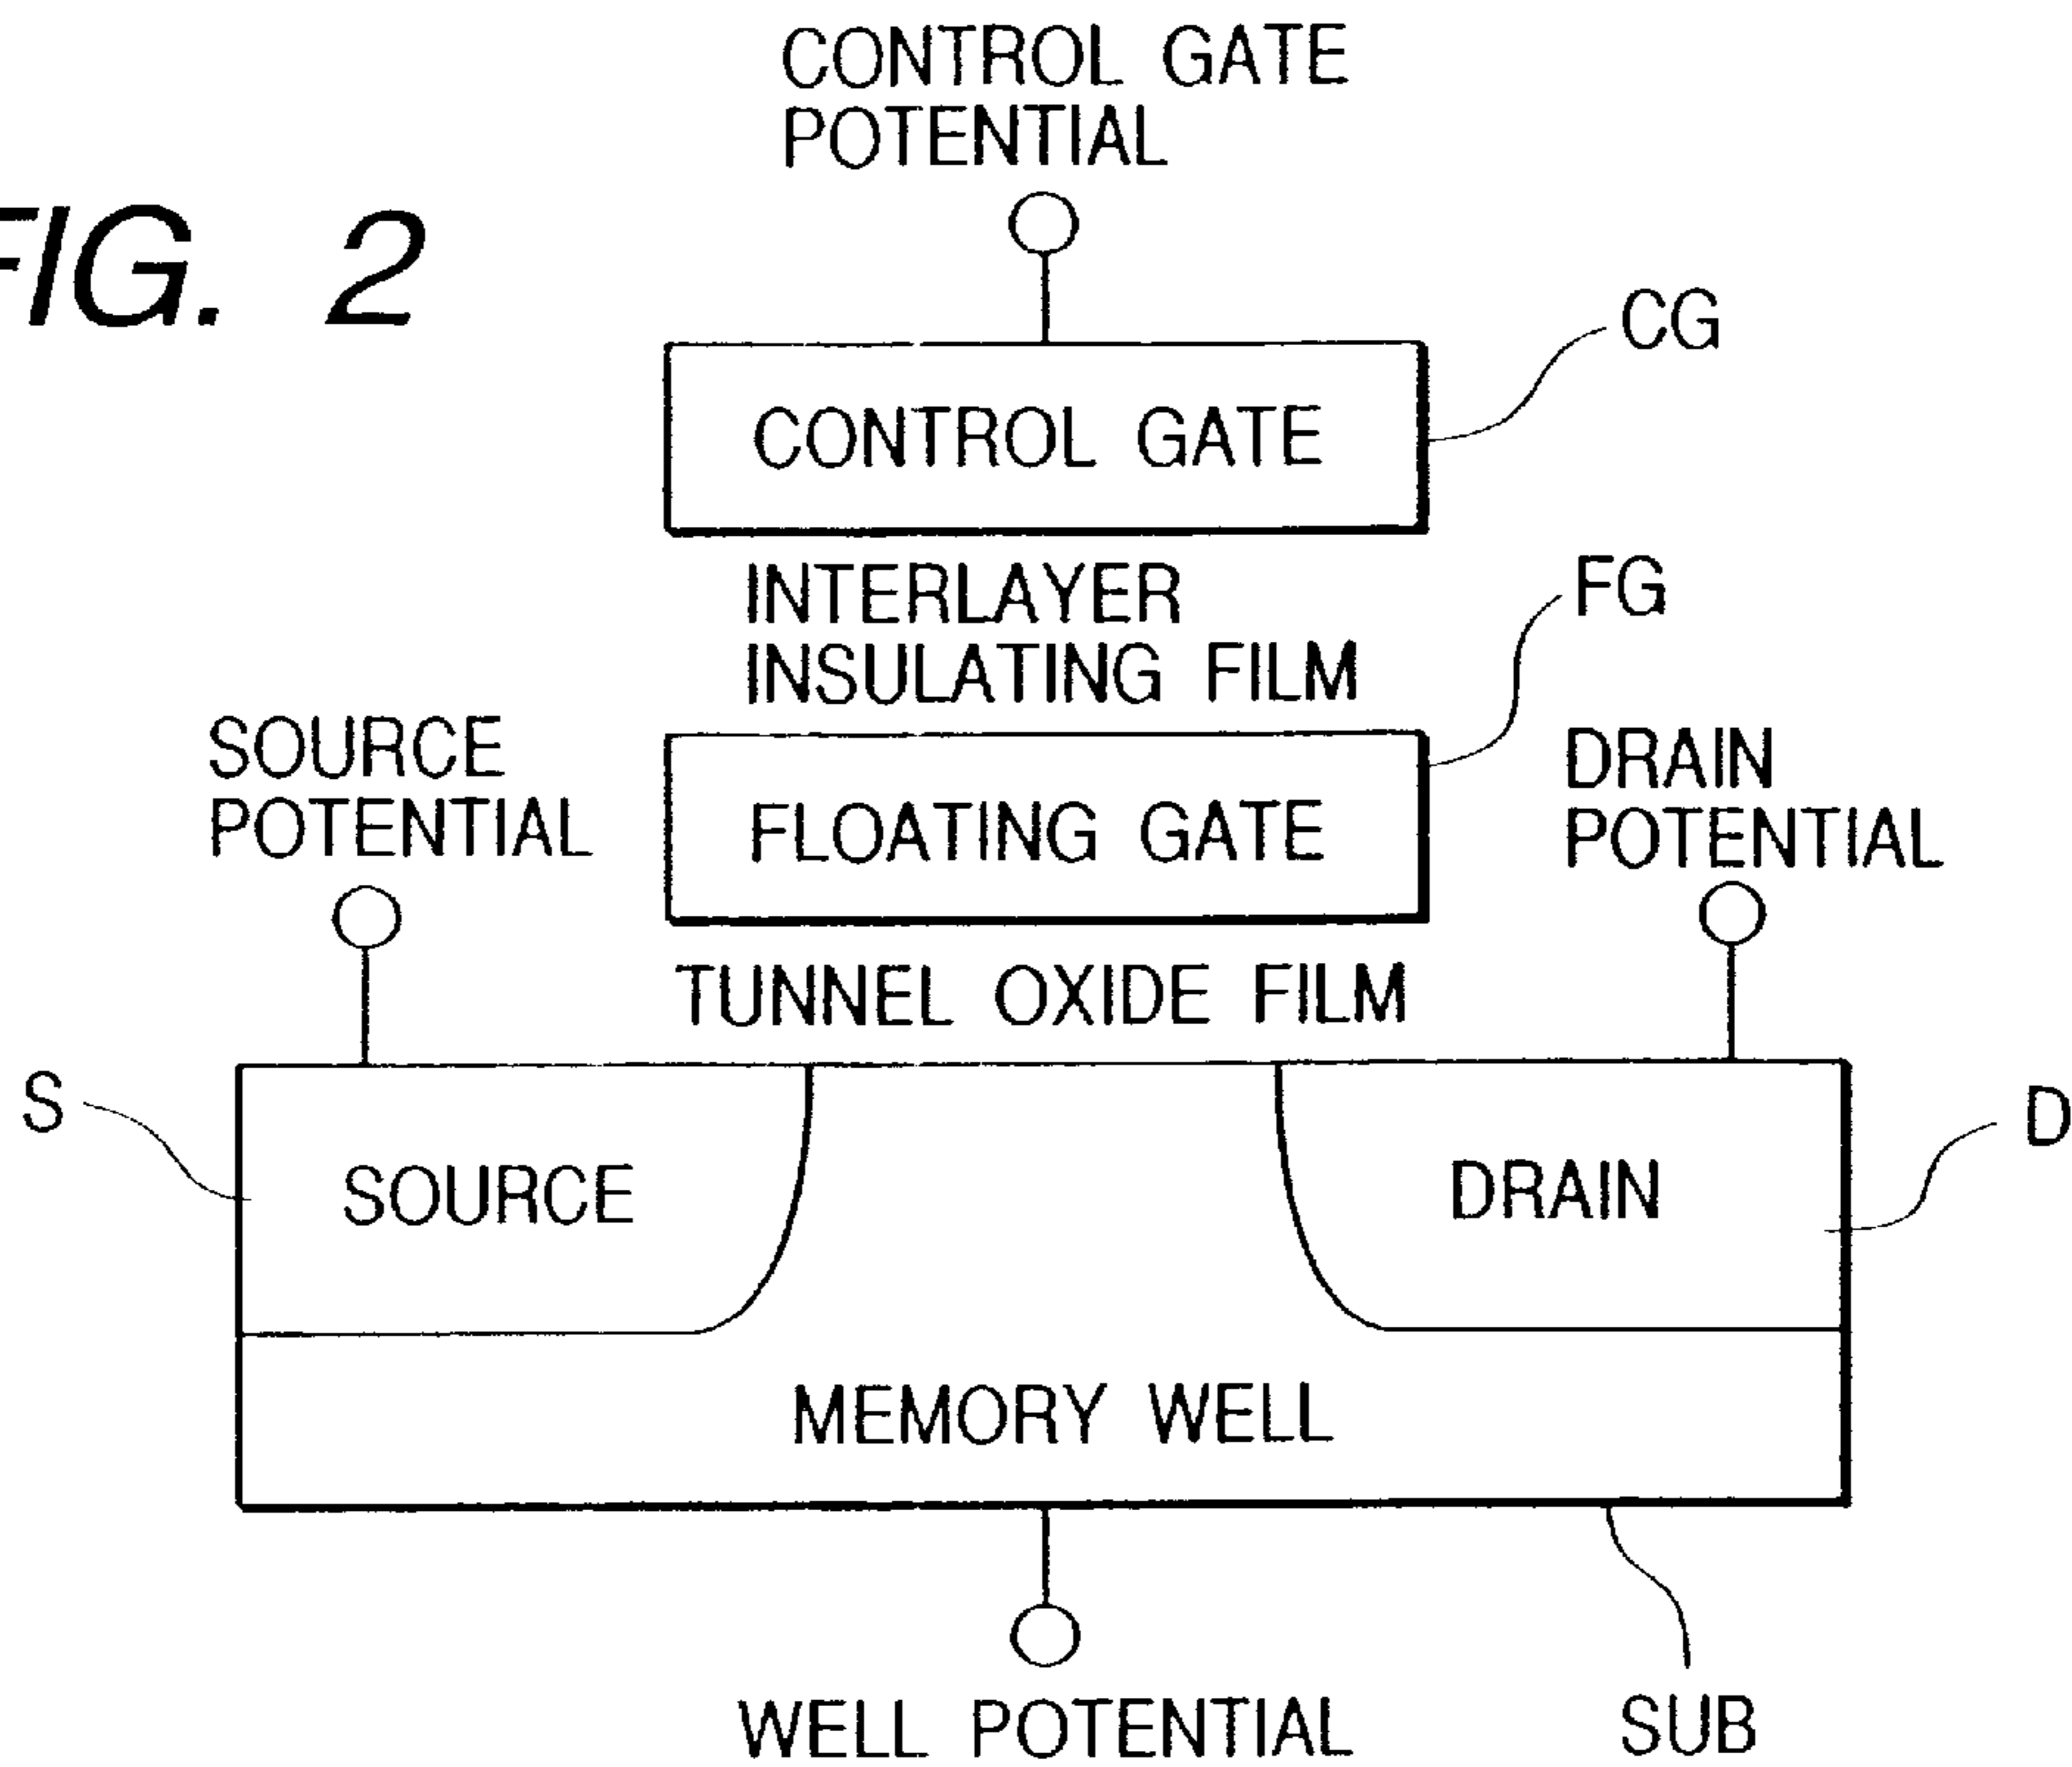 CONTROL GATE
POTENTIAL
FIG. 2
CG
CONTROL GATE
INTERLAYER
INSULATING FILM
FG
SOURCE
POTENTIAL
FLOATING GATE
DRAIN
POTENTIAL
TUNNEL OXIDE FILM
S
SOURCE
DRAIN
D
MEMORY WELL
WELL POTENTIAL
SUB